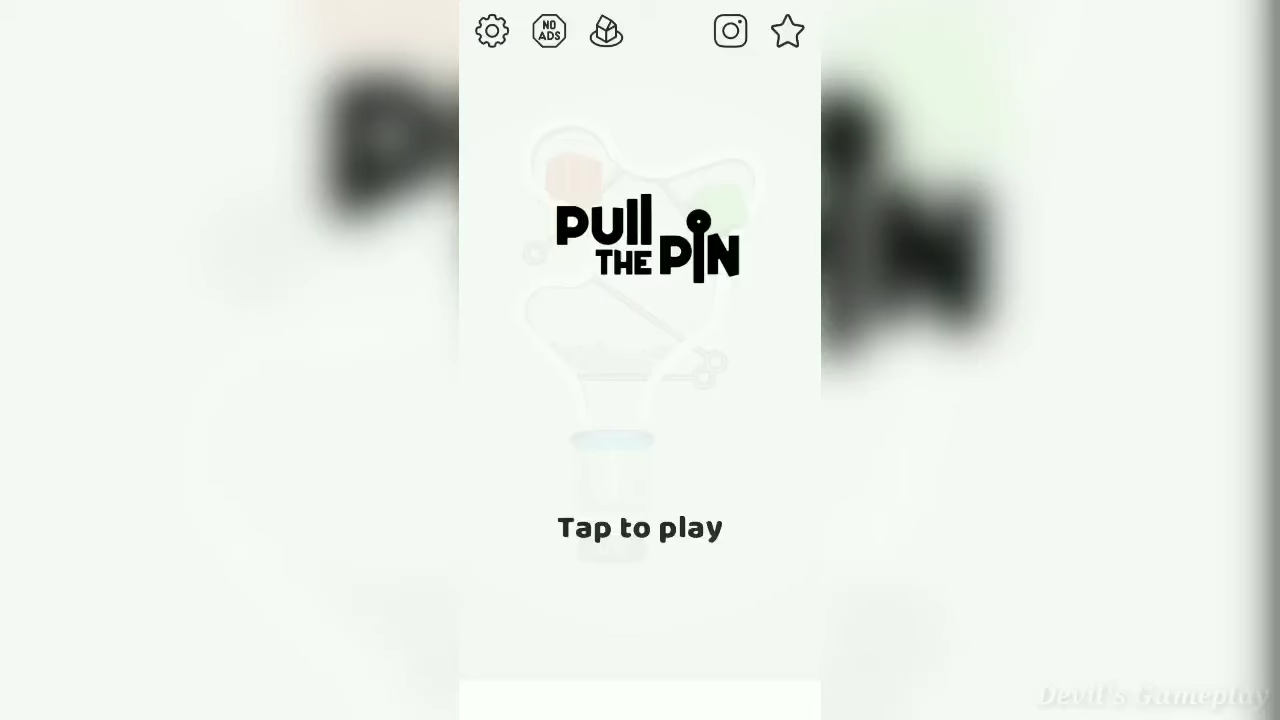 NO
ADS
PULL
THE PIN
Tap to play
Devil's Gameplay